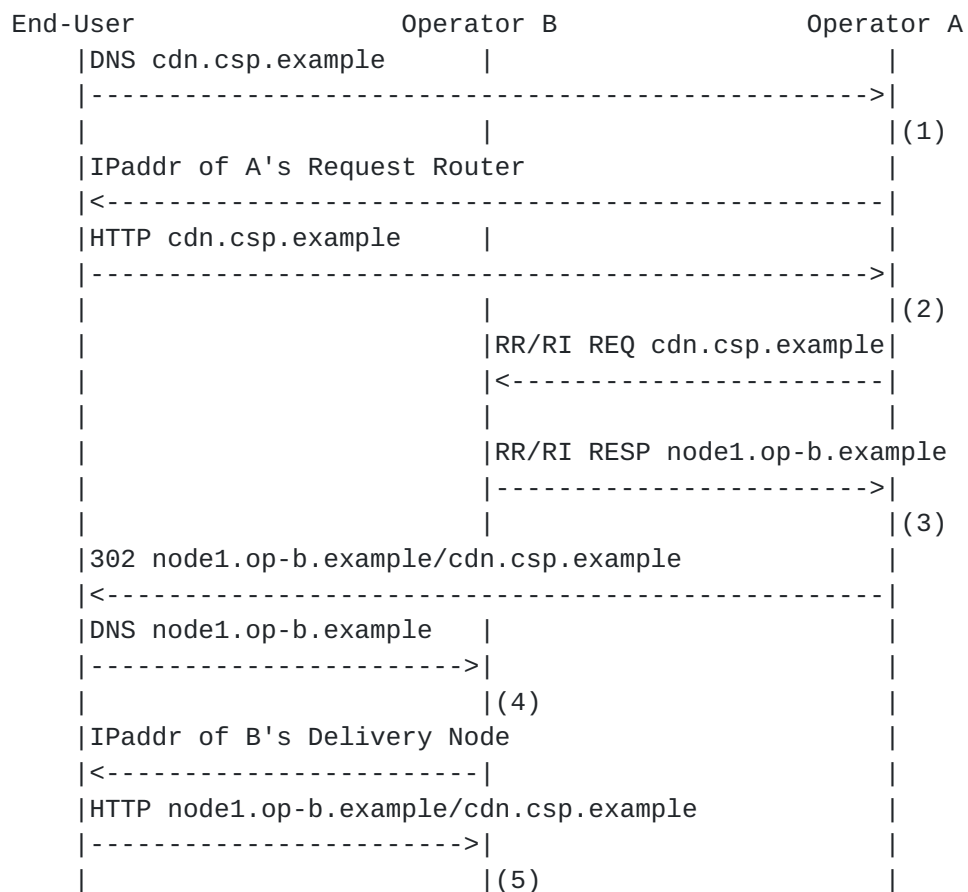 End-User                 Operator B                Operator A
    |DNS cdn.csp.example      |                         |
    |-------------------------------------------------->|
    |                         |                         |(1)
    |IPaddr of A's Request Router                       |
    |<--------------------------------------------------|
    |HTTP cdn.csp.example     |                         |
    |-------------------------------------------------->|
    |                         |                         |(2)
    |                         |RR/RI REQ cdn.csp.example|
    |                         |<------------------------|
    |                         |                         |
    |                         |RR/RI RESP node1.op-b.example
    |                         |------------------------>|
    |                         |                         |(3)
    |302 node1.op-b.example/cdn.csp.example             |
    |<--------------------------------------------------|
    |DNS node1.op-b.example   |                         |
    |------------------------>|                         |
    |                         |(4)                      |
    |IPaddr of B's Delivery Node                        |
    |<------------------------|                         |
    |HTTP node1.op-b.example/cdn.csp.example            |
    |------------------------>|                         |
    |                         |(5)                      |